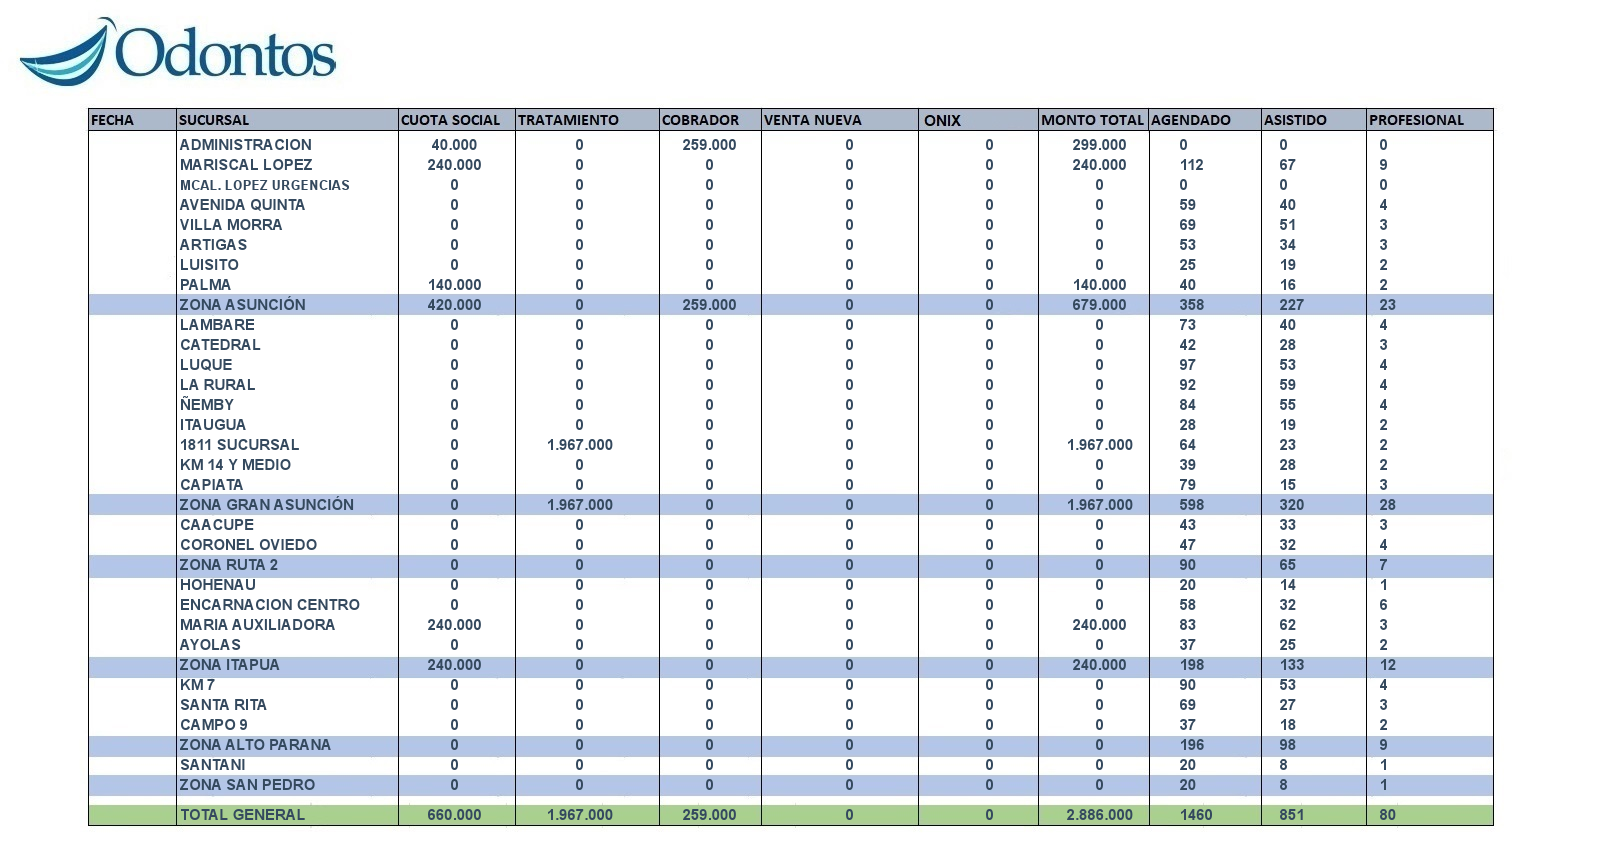 Odontos
FECHA SUCURSAL CUOTA SOCIAL TRATAMIENTO COBRADOR VENTA NUEVA ONIX MONTO TOTAL AGENDADO ASISTIDO PROFESIONAL
ADMINISTRACION 40.000 0 259.000 0 0 299.000 0 0 0
MARISCAL LOPEZ 240.000 0 0 0 0 240.000 112 67 9
MCAL. LOPEZ URGENCIAS 0 0 0 0 0 0 0 0 0
AVENIDA QUINTA 0 0 0 0 0 0 59 40 4
VILLA MORRA 0 0 0 0 0 0 69 51 3
ARTIGAS 0 0 0 0 0 0 53 34 3
LUISITO 0 0 0 0 0 0 25 19 2
PALMA 140.000 0 0 0 0 140.000 40 16 2
ZONA ASUNCIÓN 420.000 0 259.000 0 0 679.000 358 227 23
LAMBARE 0 0 0 0 0 0 73 40 4
CATEDRAL 0 0 0 0 0 0 42 28 3
LUQUE 0 0 0 0 0 0 97 53 4
LA RURAL 0 0 0 0 0 0 92 59 4
ÑEMBY 0 0 0 0 0 0 84 55 4
ITAUGUA 0 0 0 0 0 0 28 19 2
1811 SUCURSAL 0 1.967.000 0 0 0 1.967.000 64 23 2
KM 14 Y MEDIO 0 0 0 0 0 0 39 28 2
CAPIATA 0 0 0 0 0 0 79 15 3
ZONA GRAN ASUNCIÓN 0 1.967.000 0 0 0 1.967.000 598 320 28
CAACUPE 0 0 0 0 0 0 43 33 3
CORONEL OVIEDO 0 0 0 0 0 0 47 32 4
ZONA RUTA 2 0 0 0 0 0 0 90 65 7
HOHENAU 0 0 0 0 0 0 20 14 1
ENCARNACION CENTRO 0 0 0 0 0 0 58 32 6
MARIA AUXILIADORA 240.000 0 0 0 0 240.000 83 62 3
AYOLAS 0 0 0 0 0 0 37 25 2
ZONA ITAPUA 240.000 0 0 0 0 240.000 198 133 12
KM 7 0 0 0 0 0 0 90 53 4
SANTA RITA 0 0 0 0 0 0 69 27 3
CAMPO 9 0 0 0 0 0 0 37 18 2
ZONA ALTO PARANA 0 0 0 0 0 0 196 98 9
SANTANI 0 0 0 0 0 0 20 8 1
ZONA SAN PEDRO 0 0 0 0 0 0 20 8 1
TOTAL GENERAL 660.000 1.967.000 259.000 0 0 2.886.000 1460 851 80